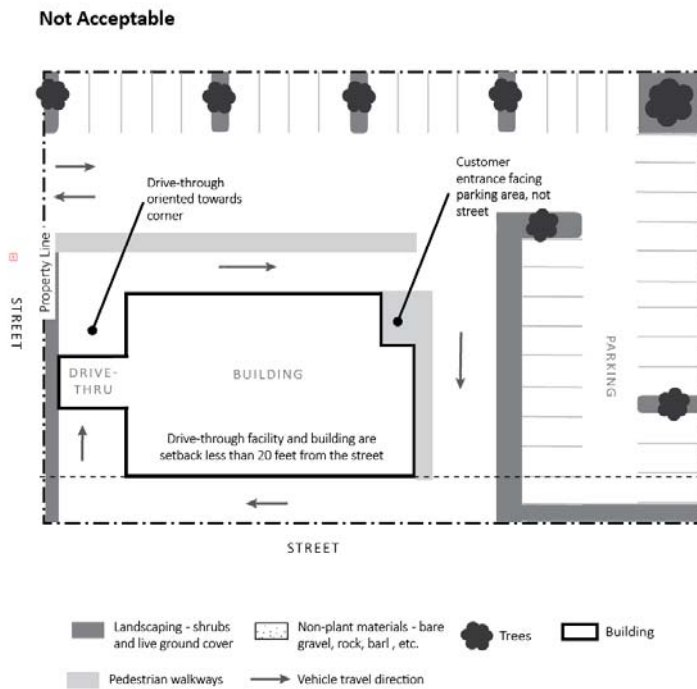 Not Acceptable
Drive-through
oriented towards
corner
Customer
entrance facing
parking area, not
street
Property Line
STREET
DRIVE-
THRU
BUILDING
PARKING
Drive-through facility and building are
setback less than 20 feet from the street
STREET
Landscaping - shrubs
and live ground cover
Non-plant materials - bare
gravel, rock, barl , etc.
Trees
Building
Pedestrian walkways
Vehicle travel direction